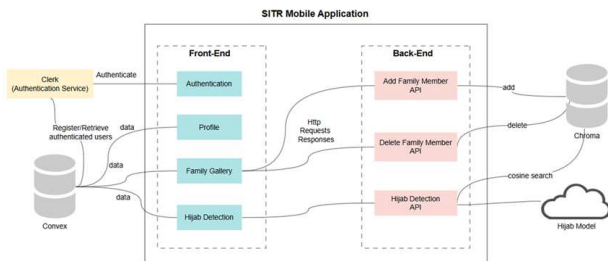 SITR Mobile Application
Front-End
Back-End
Clerk
(Authentication Service)
Authenticate
Authentication
Add Family Member
API
add
Chroma
Register/Retrieve
authenticated users
data
Profile
Http
Requests
Responses
Delete Family Member
API
delete
data
Family Gallery
cosine search
data
Hijab Detection
Hijab Detection
API
Convex
Hijab Model